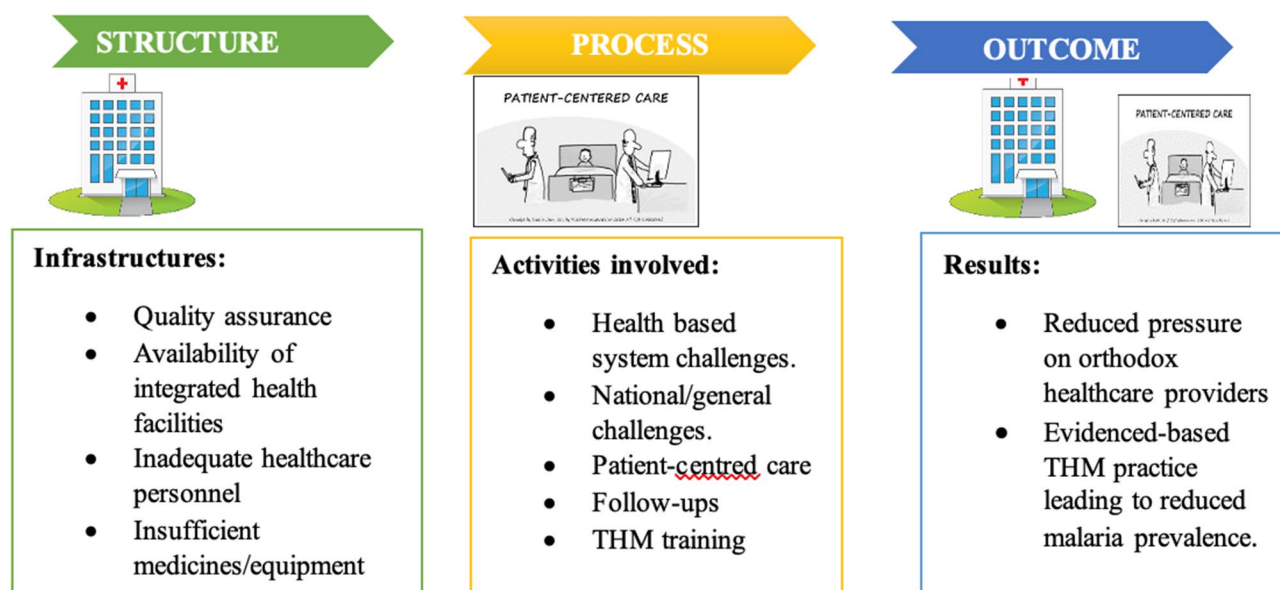 STRUCTURE
PROCESS
OUTCOME
PATIENT-CENTERED CARE
PATIENT-CENTERED CARE
Infrastructures:
• Quality assurance
• Availability of
integrated health
facilities
• Inadequate healthcare
personnel
• Insufficient
medicines/equipment
Activities involved:
• Health based
system challenges.
• National/general
challenges.
• Patient-centred care
• Follow-ups
• THM training
Results:
• Reduced pressure
on orthodox
healthcare providers
• Evidenced-based
THM practice
leading to reduced
malaria prevalence.